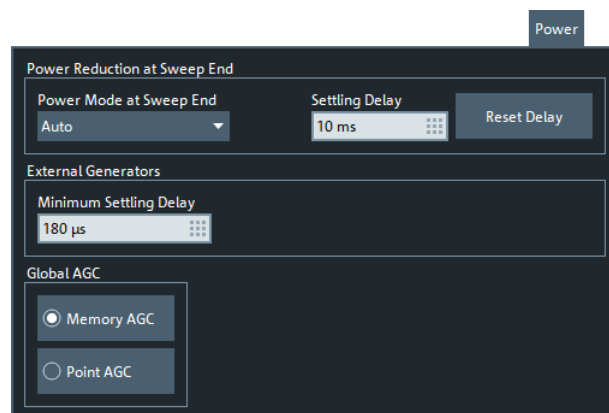 Power
Power Reduction at Sweep End
Power Mode at Sweep End
Settling Delay
Auto
10 ms
Reset Delay
External Generators
Minimum Settling Delay
180 µs
Global AGC
Memory AGC
Point AGC